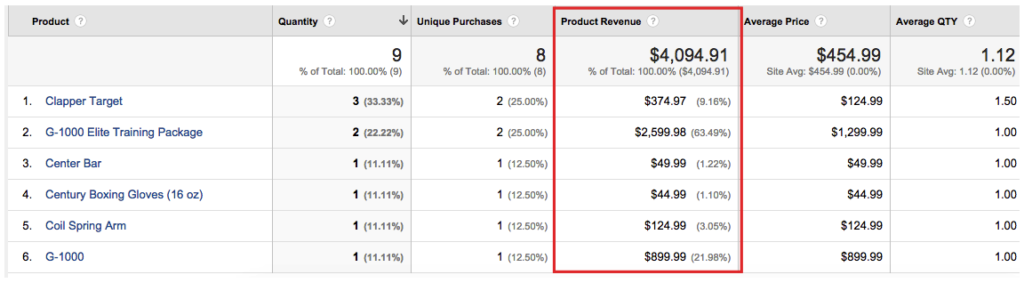 Product ? Quantity ? Unique Purchases ? Product Revenue ? Average Price ? Average QTY ?
9 8 $4,094.91 $454.99 1.12
% of Total: 100.00% (9) % of Total: 100.00% (8) % of Total: 100.00% ($4,094.91) Site Avg: $454.99 (0.00%) Site Avg: 1.12 (0.00%)
1. Clapper Target 3 (33.33%) 2 (25.00%) $374.97 (9.16%) $124.99 1.50
2. G-1000 Elite Training Package 2 (22.22%) 2 (25.00%) $2,599.98 (63.49%) $1,299.99 1.00
3. Center Bar 1 (11.11%) 1 (12.50%) $49.99 (1.22%) $49.99 1.00
4. Century Boxing Gloves (16 oz) 1 (11.11%) 1 (12.50%) $44.99 (1.10%) $44.99 1.00
5. Coil Spring Arm 1 (11.11%) 1 (12.50%) $124.99 (3.05%) $124.99 1.00
6. G-1000 1 (11.11%) 1 (12.50%) $899.99 (21.98%) $899.99 1.00